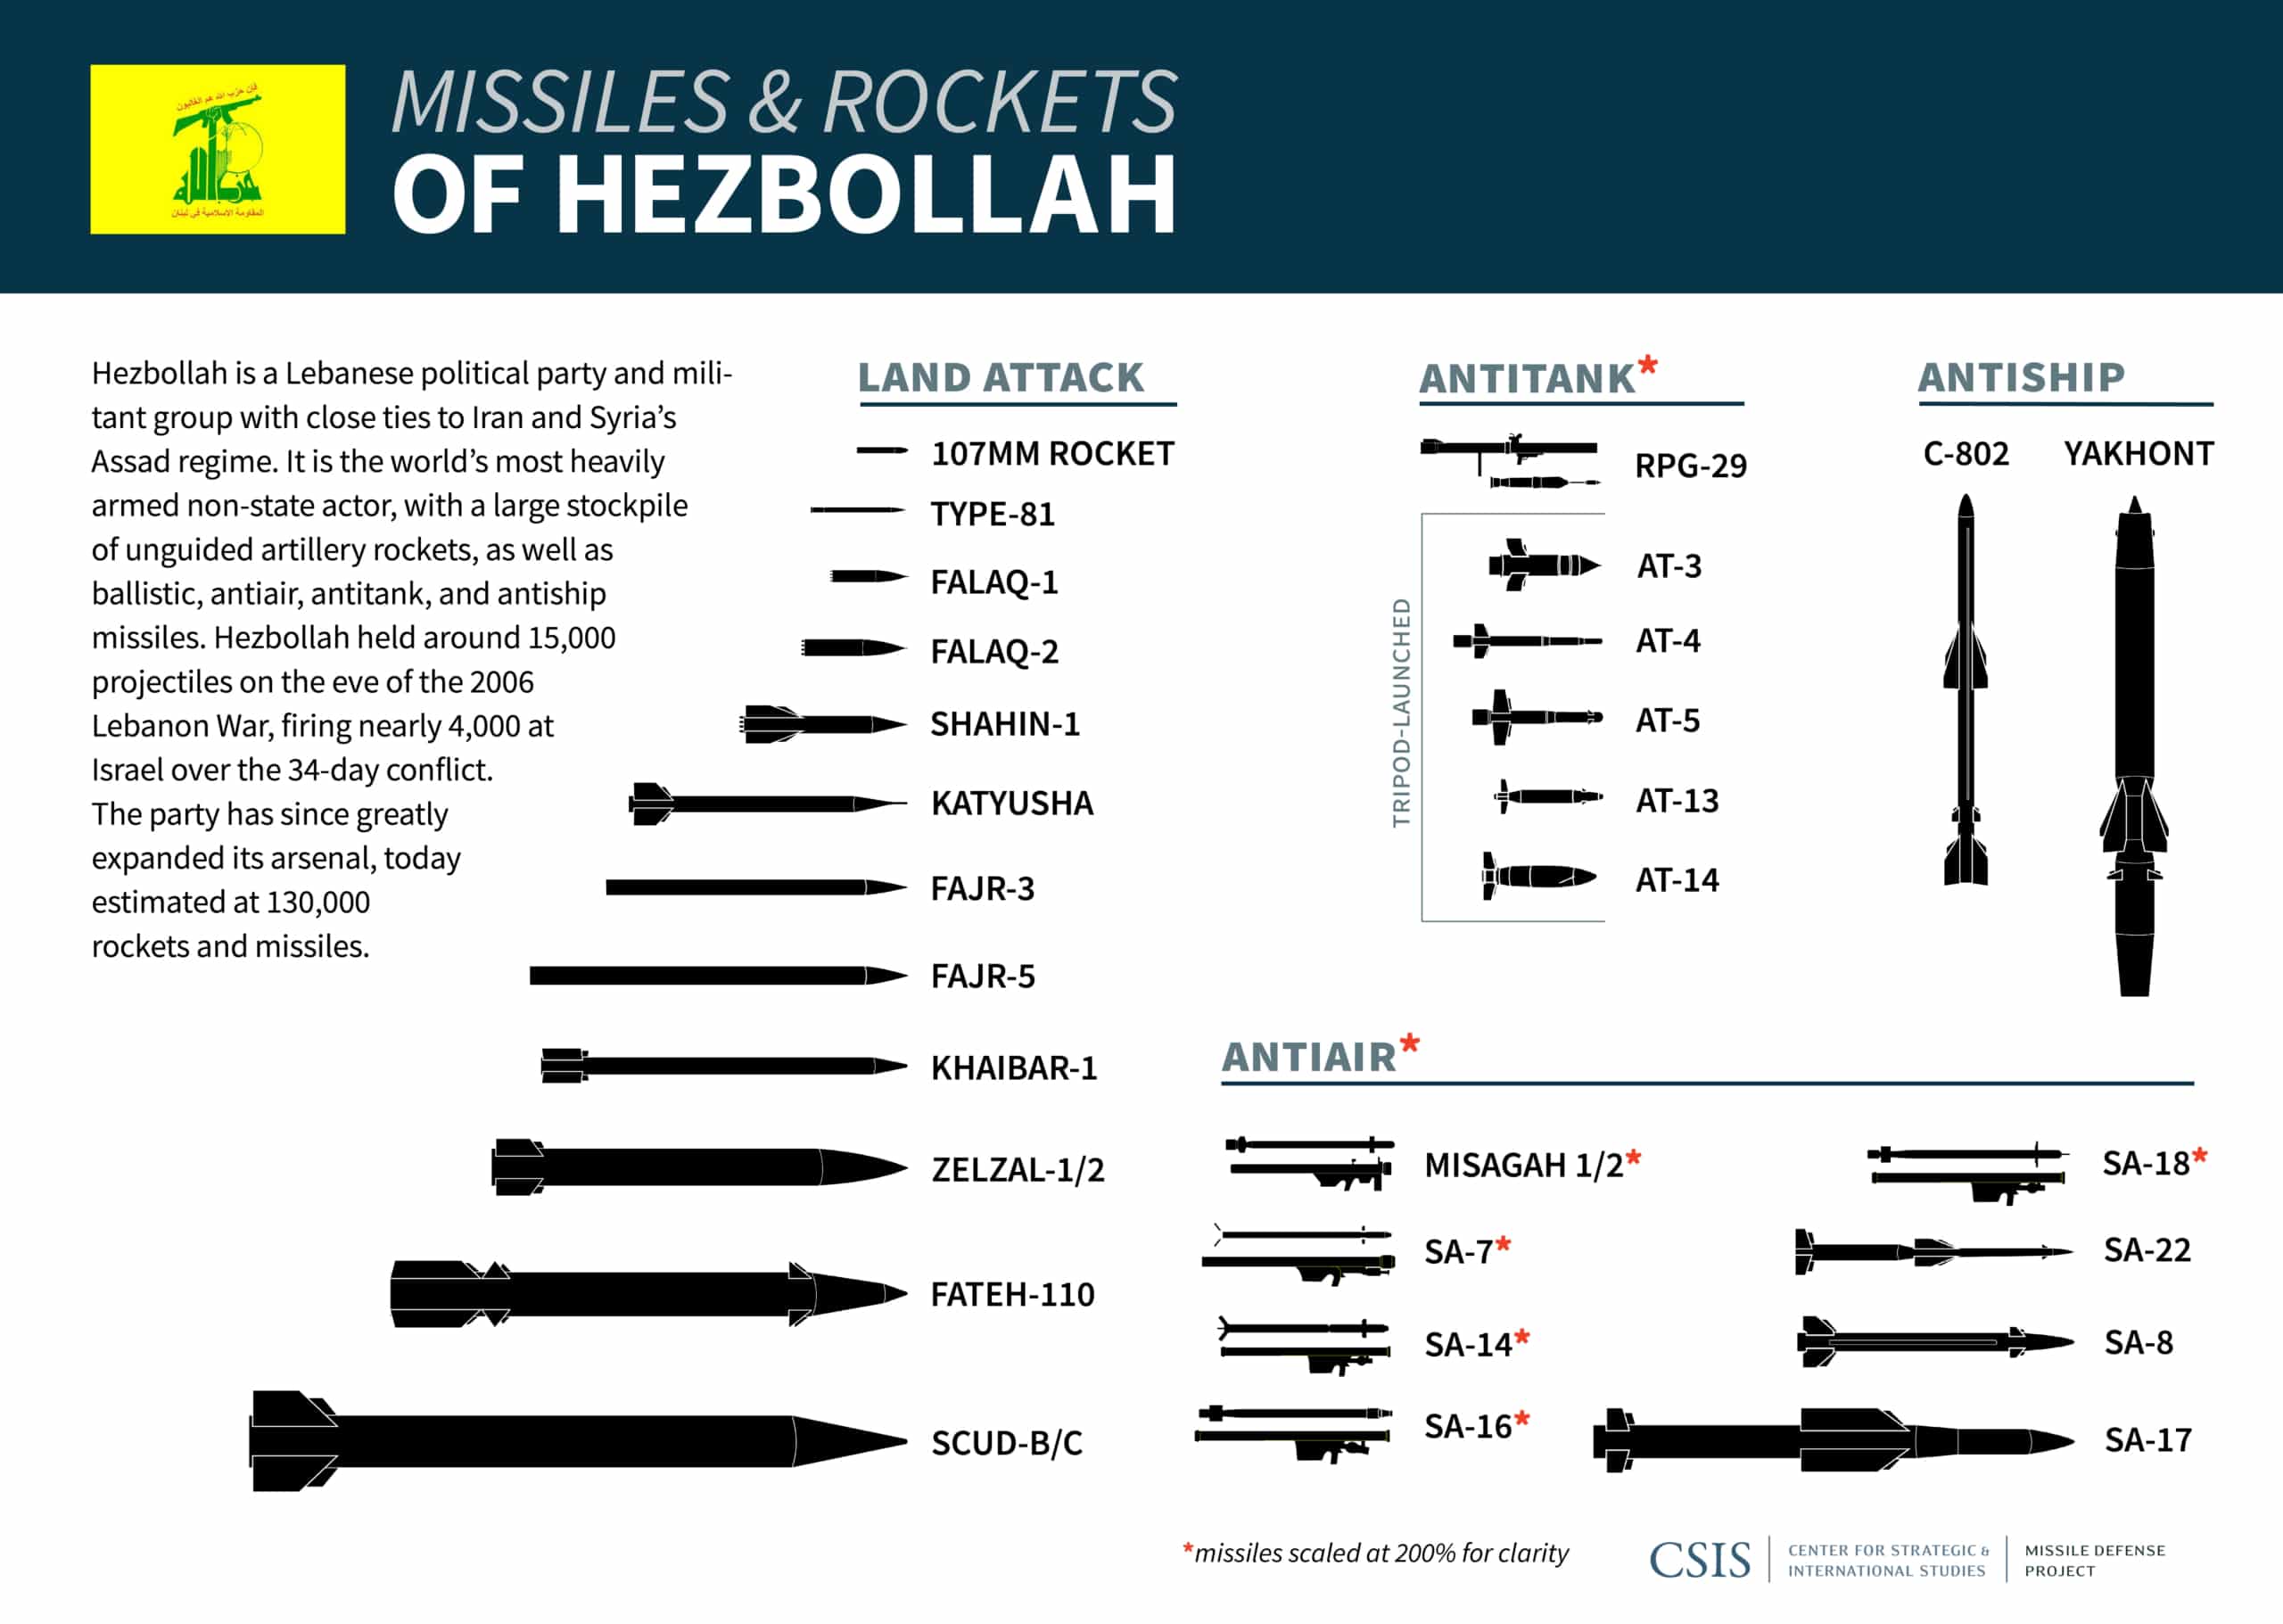 فإن حزب الله هم الغالبون
حزب الله
المقاومة الإسلامية في لبنان
MISSILES & ROCKETS
OF HEZBOLLAH
Hezbollah is a Lebanese political party and mili-
tant group with close ties to Iran and Syria’s
Assad regime. It is the world’s most heavily
armed non-state actor, with a large stockpile
of unguided artillery rockets, as well as
ballistic, antiair, antitank, and antiship
missiles. Hezbollah held around 15,000
projectiles on the eve of the 2006
Lebanon War, firing nearly 4,000 at
Israel over the 34-day conflict.
The party has since greatly
expanded its arsenal, today
estimated at 130,000
rockets and missiles.
LAND ATTACK
107MM ROCKET
TYPE-81
FALAQ-1
FALAQ-2
SHAHIN-1
KATYUSHA
FAJR-3
FAJR-5
KHAIBAR-1
ZELZAL-1/2
FATEH-110
SCUD-B/C
ANTITANK*
RPG-29
TRIPOD-LAUNCHED
AT-3
AT-4
AT-5
AT-13
AT-14
ANTISHIP
C-802
YAKHONT
ANTIAIR*
MISAGAH 1/2*
SA-7*
SA-14*
SA-16*
SA-18*
SA-22
SA-8
SA-17
*missiles scaled at 200% for clarity
CSIS
CENTER FOR STRATEGIC &
INTERNATIONAL STUDIES
MISSILE DEFENSE
PROJECT